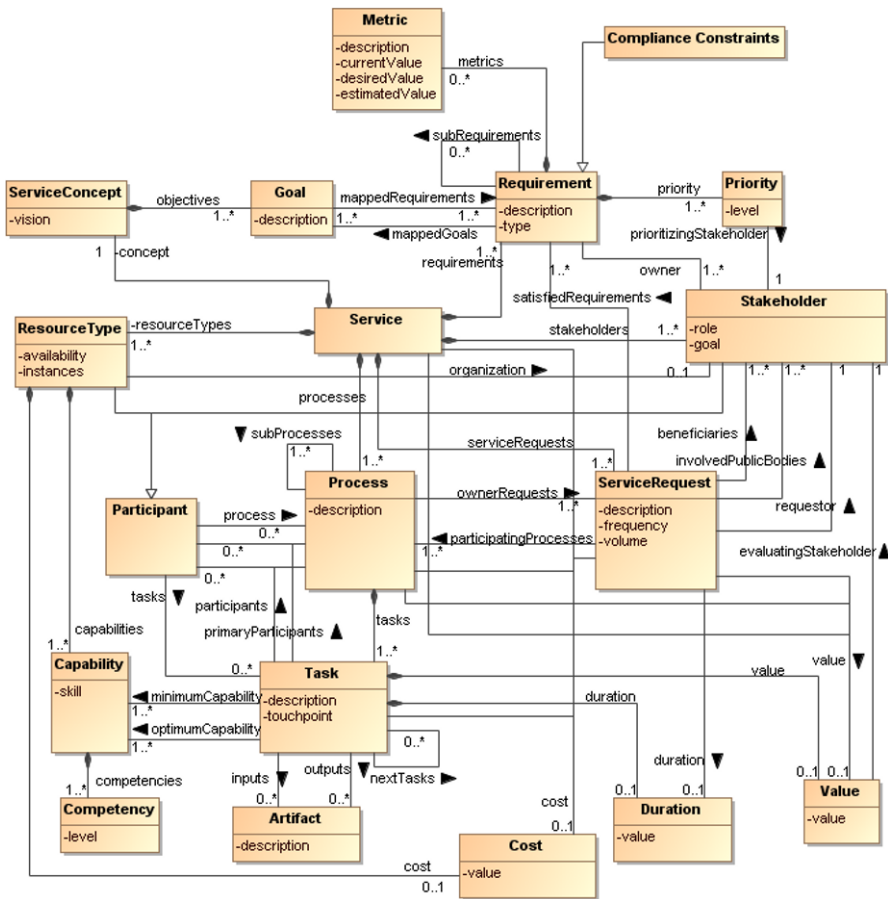 Metric
-description
-currentValue
-desiredValue
-estimatedValue
metrics
0..*
Compliance Constraints
subRequirements
0..*
ServiceConcept
-vision
objectives
1..*
Goal
-description
mappedRequirements
1..*
1..*
mappedGoals
Requirement
-description
-type
priority
1..*
Priority
-level
prioritizingStakeholder
1
1 -concept
1..*
requirements
1..*
satisfiedRequirements
owner
1..*
ResourceType
-availability
-instances
-resourceTypes
1..*
Service
stakeholders
1..*
Stakeholder
-role
-goal
organization
0..1
processes
1..*
1..*
1
1
subProcesses
1..*
1..*
serviceRequests
1..*
beneficiaries
involvedPublicBodies
Participant
process
0..*
Process
-description
ownerRequests
1..*
ServiceRequest
-description
-frequency
-volume
requestor
0..*
participatingProcesses
1..*
evaluatingStakeholder
0..*
tasks
participants
primaryParticipants
tasks
1..*
capabilities
1..*
0..*
Capability
-skill
minimumCapability
1..*
optimumCapability
1..*
Task
-description
-touchpoint
value
value
duration
0..*
nextTasks
inputs
0..*
outputs
0..*
duration
competencies
1..*
Competency
-level
Artifact
-description
cost
0..1
0..1
0..1
Duration
-value
0..1
0..1
Value
-value
cost
0..1
Cost
-value